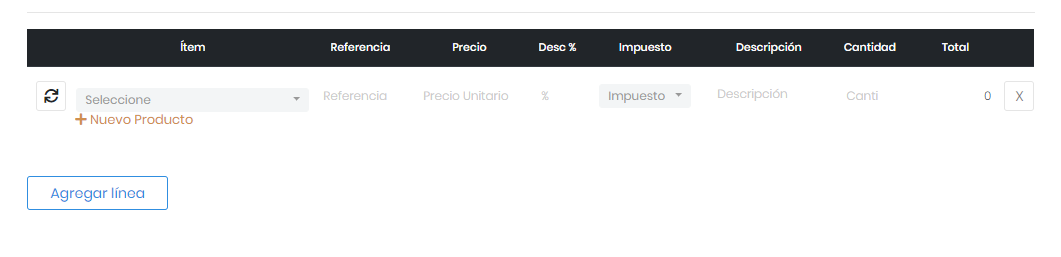 Ítem Referencia Precio Desc % Impuesto Descripción Cantidad Total
Seleccione Referencia Precio Unitario % Impuesto Descripción Canti 0 X
+ Nuevo Producto
Agregar línea